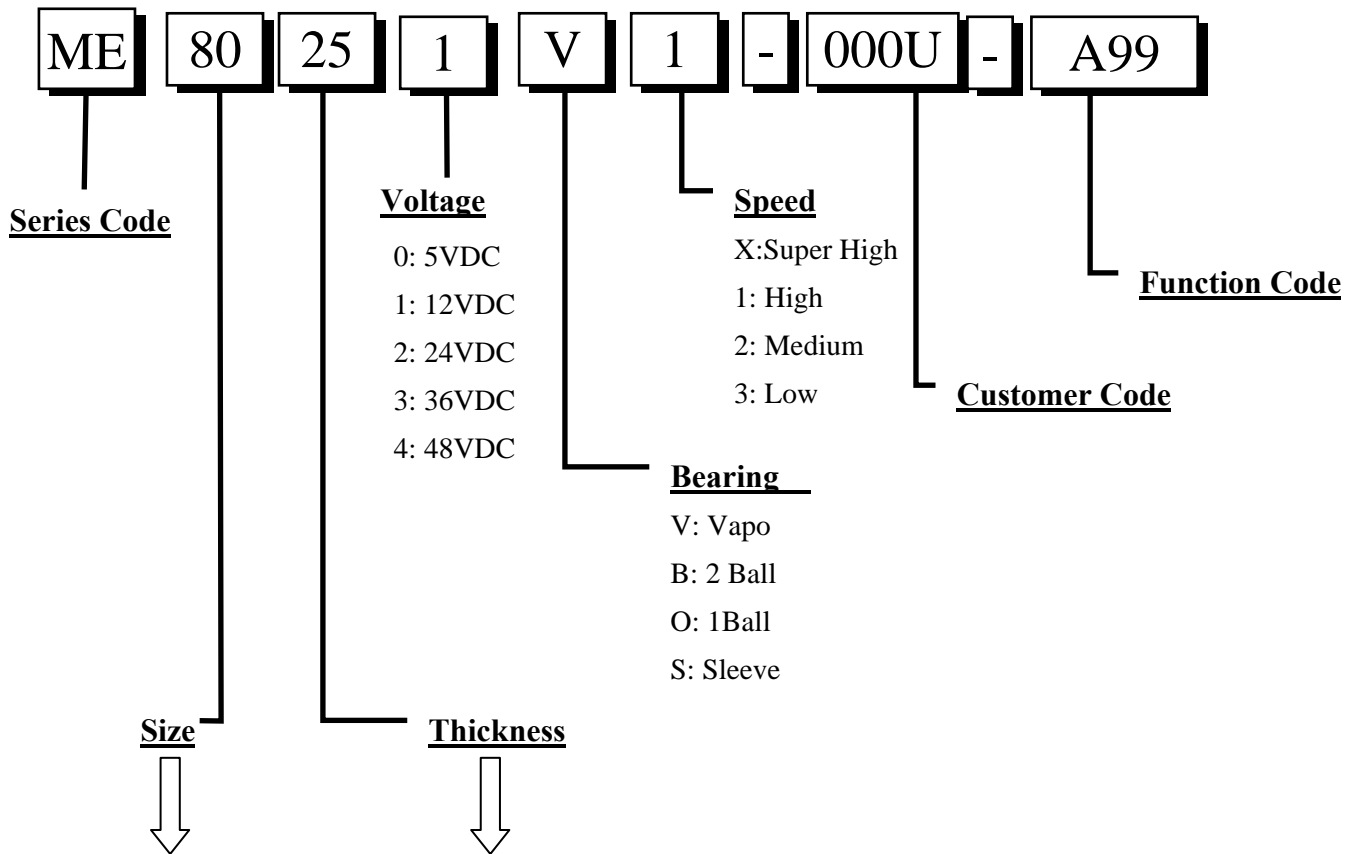 ME 80 25 1 V 1 - 000U - A99
Series Code
Voltage
0: 5VDC
1: 12VDC
2: 24VDC
3: 36VDC
4: 48VDC
Speed
X:Super High
1: High
2: Medium
3: Low
Function Code
Customer Code
Bearing
V: Vapo
B: 2 Ball
O: 1Ball
S: Sleeve
Size
Thickness